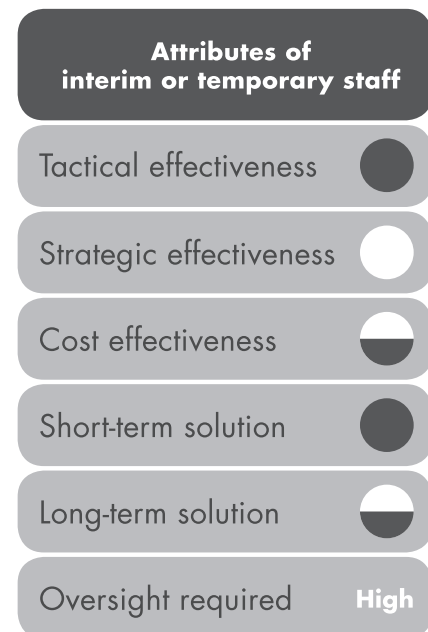 Attributes of
interim or temporary staff
Tactical effectiveness
Strategic effectiveness
Cost effectiveness
Short-term solution
Long-term solution
Oversight required High